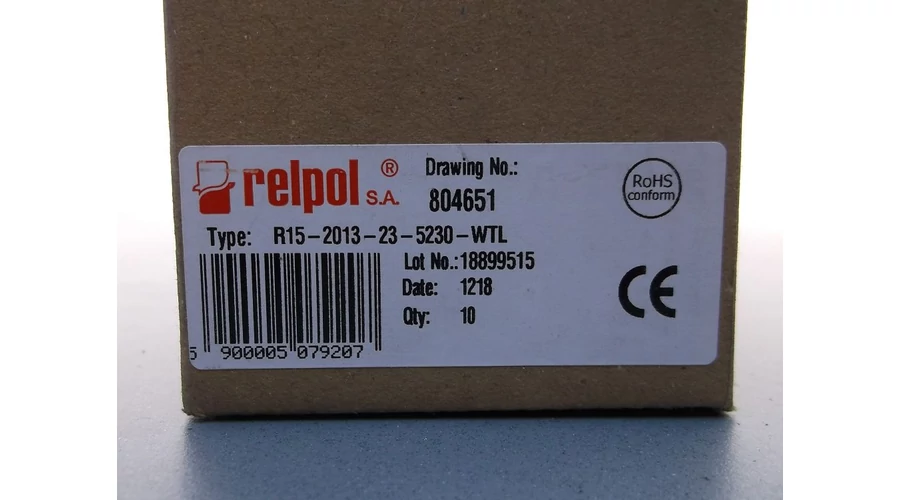 relpol ® S.A.
Drawing No.:
804651
RoHS
conform
Type: R15-2013-23-5230-WTL
Lot No.:18899515
Date: 1218
Qty: 10
CE
5 900005 079207